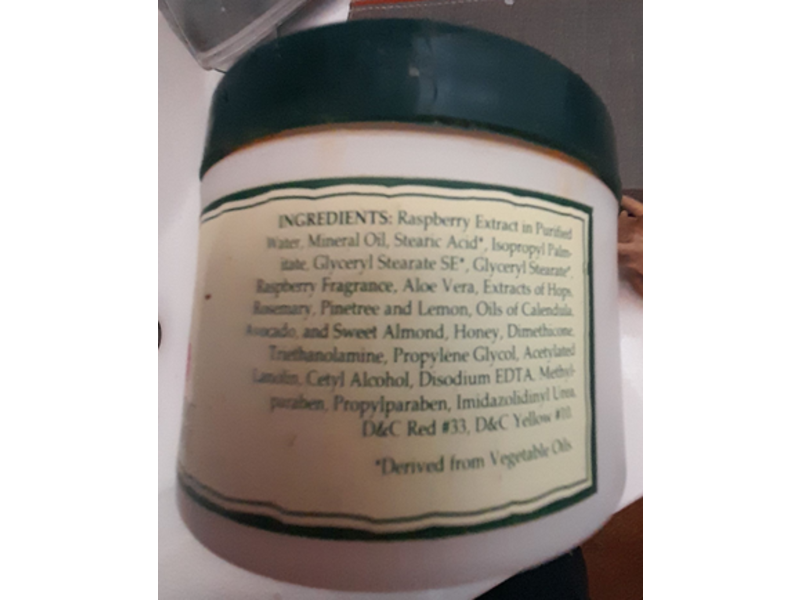 INGREDIENTS: Raspberry Extract in Purified
Water, Mineral Oil, Stearic Acid*, Isopropyl Palm-
itate, Glyceryl Stearate SE*, Glyceryl Stearate*,
Raspberry Fragrance, Aloe Vera, Extracts of Hops,
Rosemary, Pinetree and Lemon, Oils of Calendula,
Avocado, and Sweet Almond, Honey, Dimethicone,
Triethanolamine, Propylene Glycol, Acetylated
Lanolin, Cetyl Alcohol, Disodium EDTA, Methyl-
paraben, Propylparaben, Imidazolidinyl Urea,
D&C Red #33, D&C Yellow #10.
*Derived from Vegetable Oils.